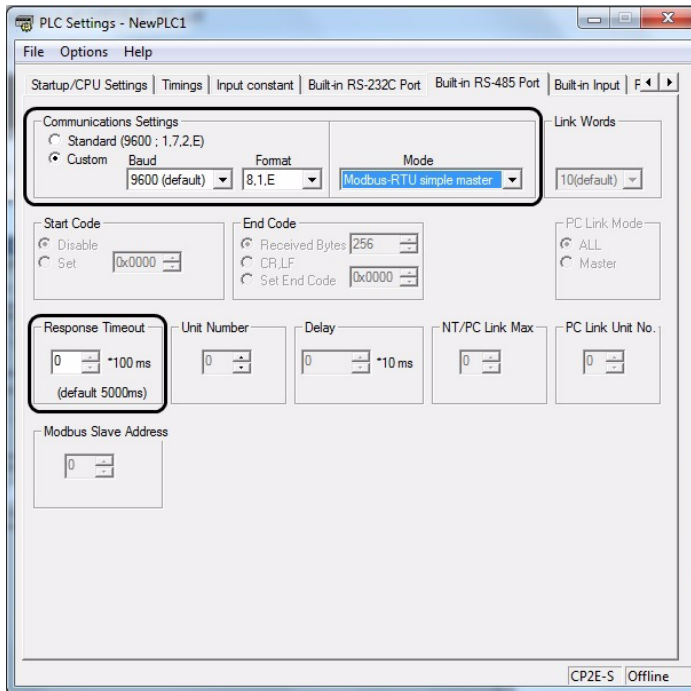 PLC Settings - NewPLC1
File Options Help
Startup/CPU Settings Timings Input constant Built-in RS-232C Port Built-in RS-485 Port Built-in Input
Communications Settings
Standard (9600 ; 1,7,2,E)
Custom
Baud
9600 (default)
Format
8,1,E
Mode
Modbus-RTU simple master
Link Words
10(default)
Start Code
Disable
Set 0x0000
End Code
Received Bytes 256
CR,LF
Set End Code 0x0000
PC Link Mode
ALL
Master
Response Timeout
0 *100 ms
(default 5000ms)
Unit Number
0
Delay
0 *10 ms
NT/PC Link Max
0
PC Link Unit No.
0
Modbus Slave Address
0
CP2E-S Offline